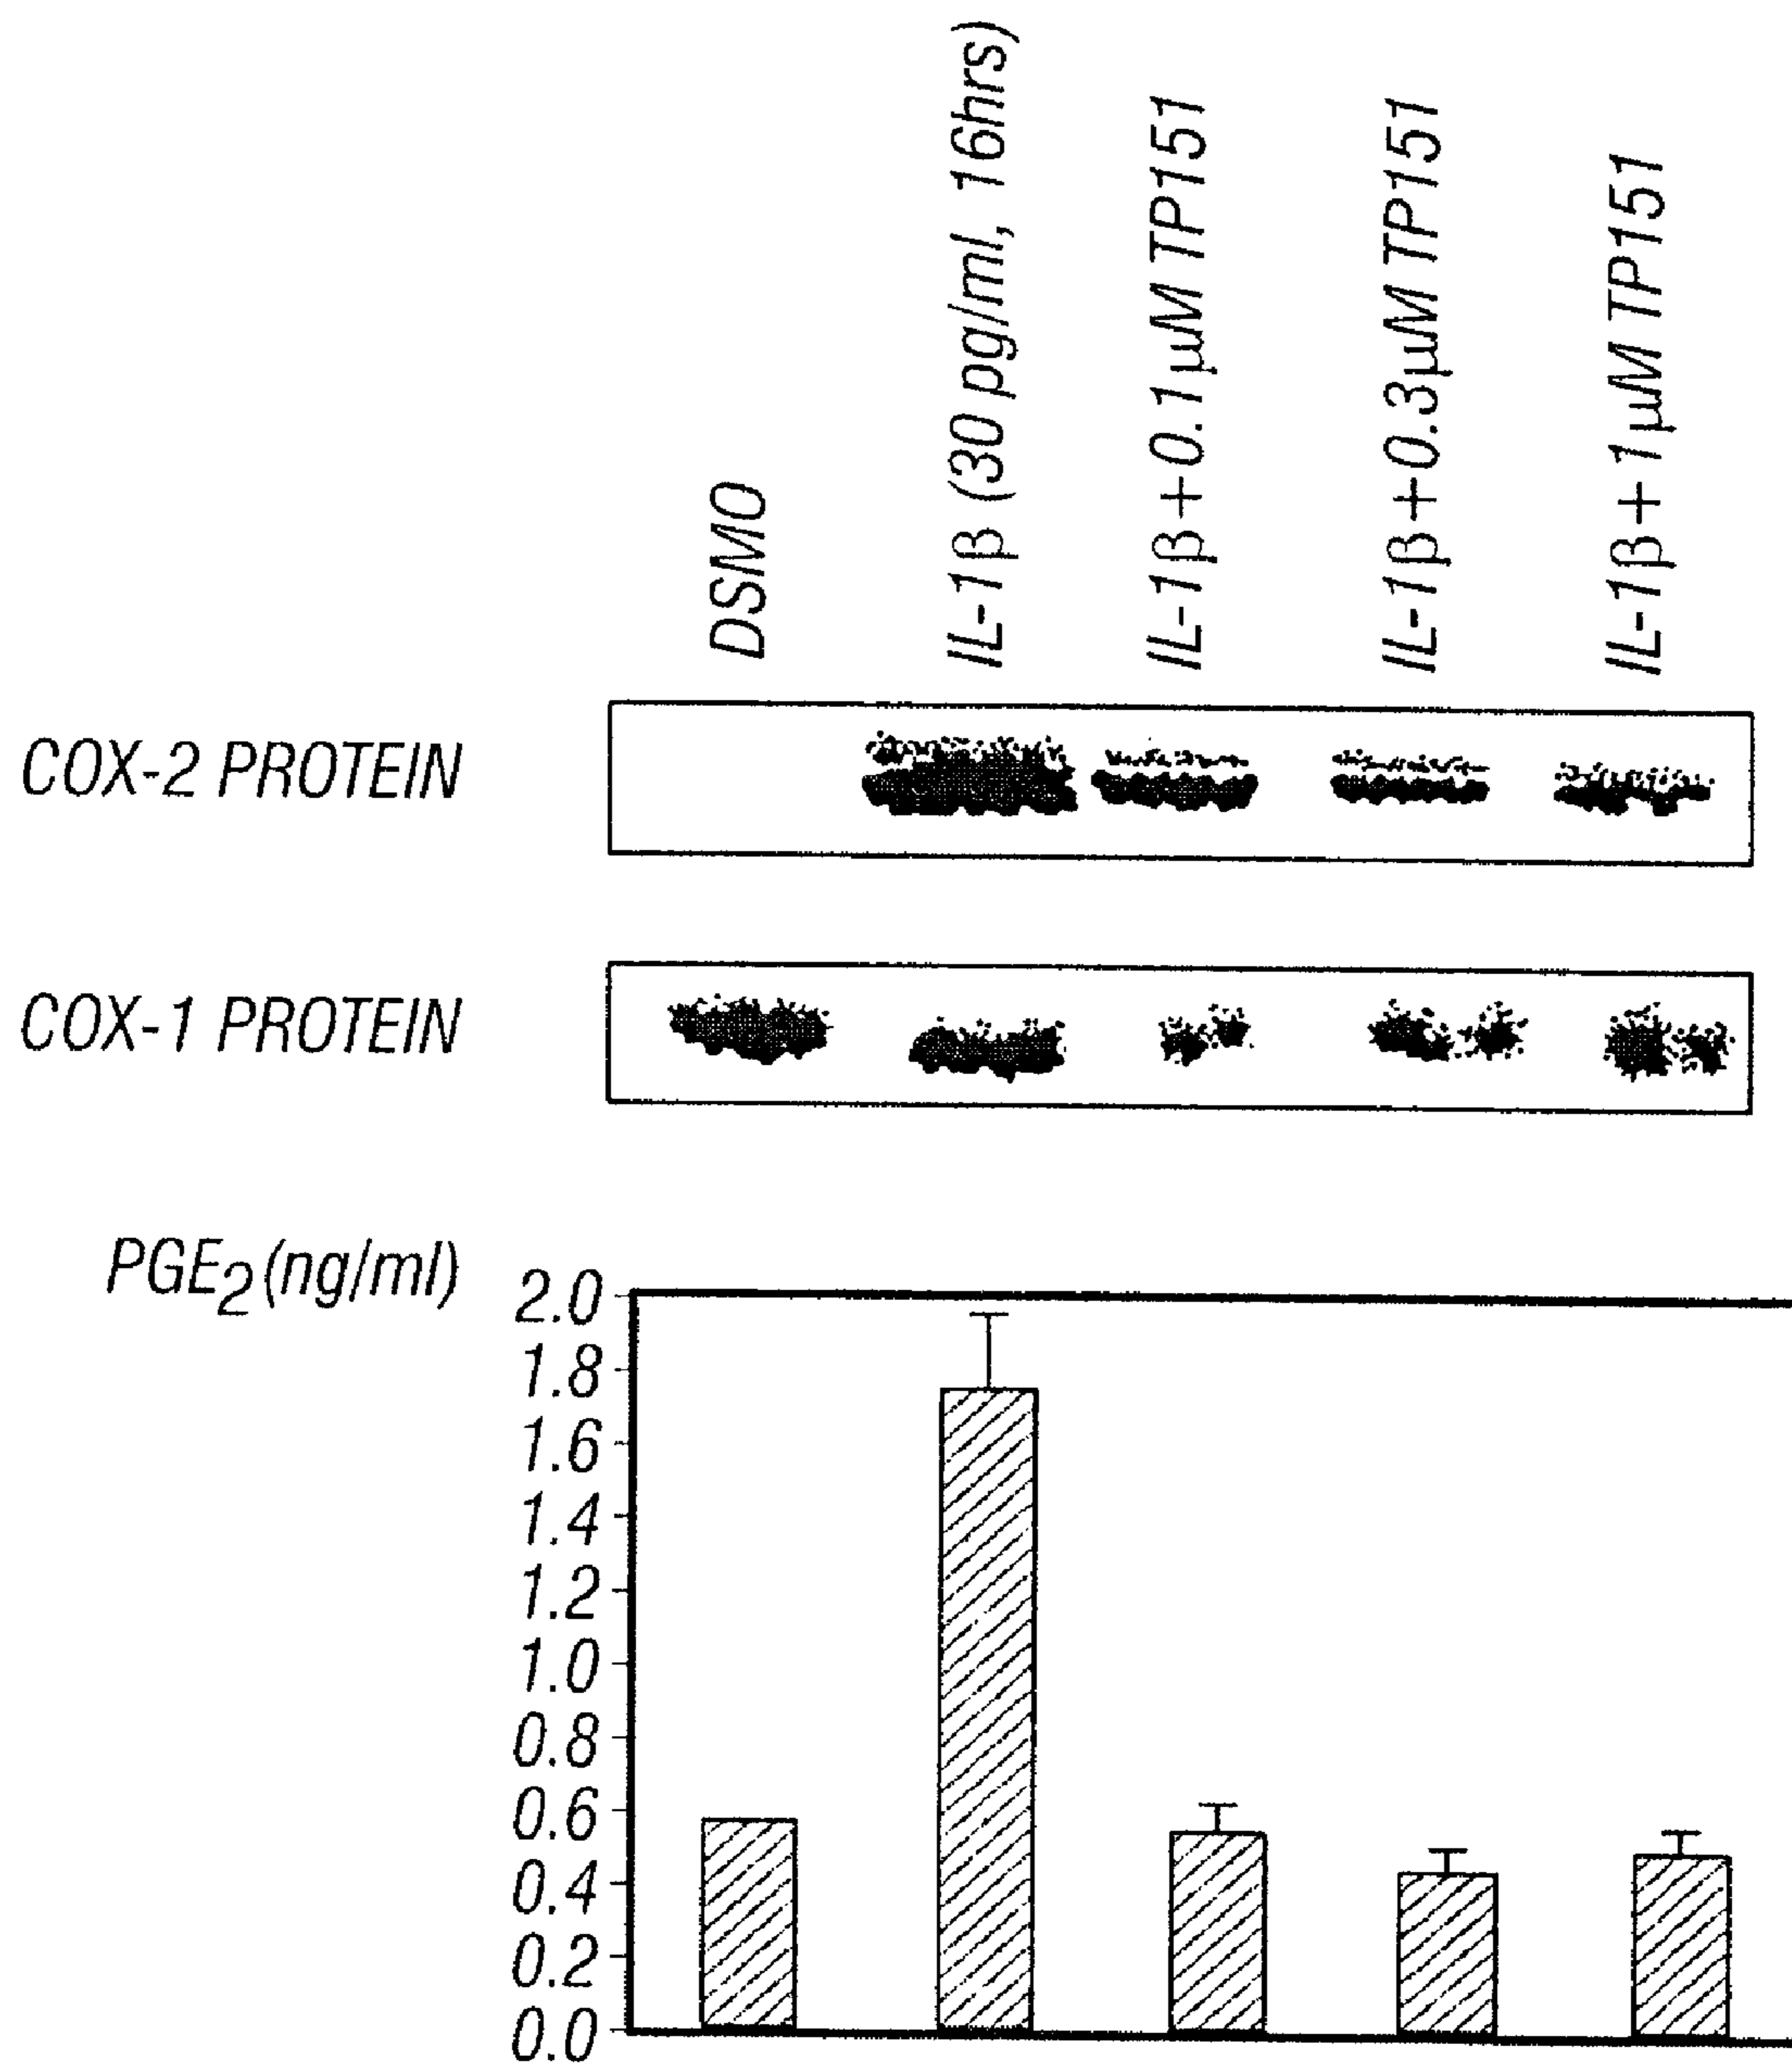 DSMO
IL-1β (30 pg/ml, 16hrs)
IL-1β+0.1μM TP151
IL-1β+0.3μM TP151
IL-1β+1μM TP151
COX-2 PROTEIN
COX-1 PROTEIN
PGE2(ng/ml)
2.0
1.8
1.6
1.4
1.2
1.0
0.8
0.6
0.4
0.2
0.0